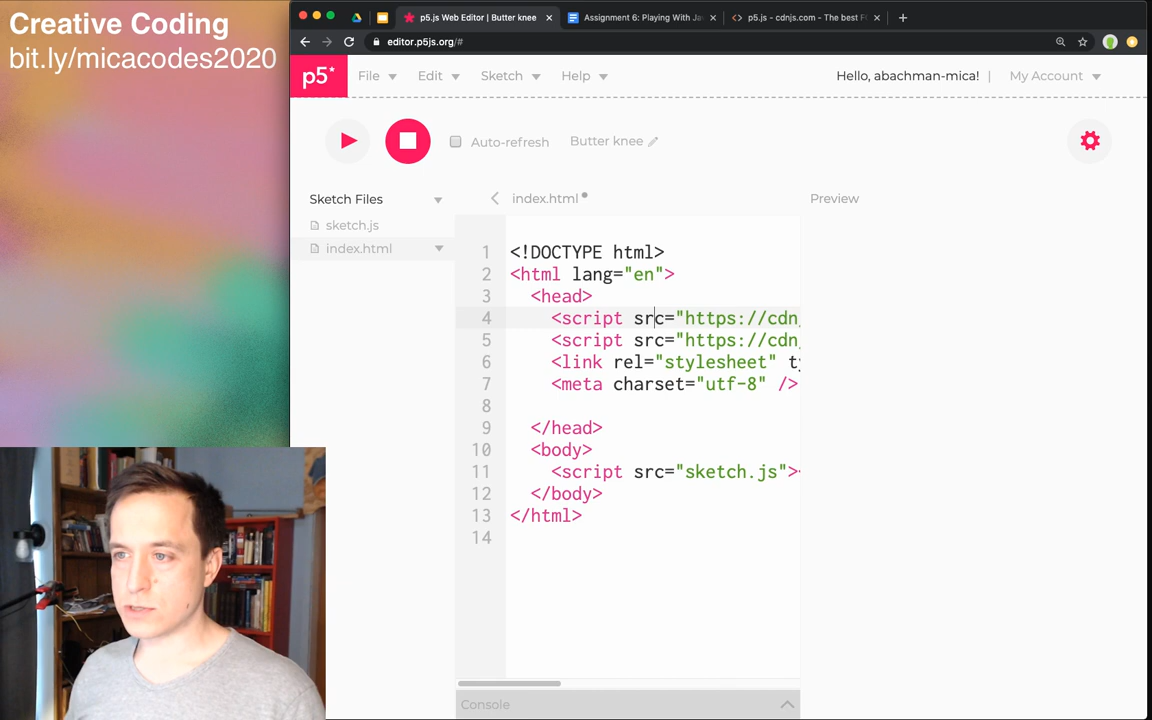 Creative Coding
bit.ly/micacodes2020
p5.js Web Editor | Butter knee
Assignment 6: Playing With Ja
p5.js - cdnjs.com - The best F
editor.p5js.org/#
p5*
File
Edit
Sketch
Help
Hello, abachman-mica! |
My Account
Auto-refresh
Butter knee
Sketch Files
index.html
Preview
sketch.js
index.html
1 <!DOCTYPE html>
2 <html lang="en">
3 <head>
4 <script src="https://cdn
5 <script src="https://cdn
6 <link rel="stylesheet" ty
7 <meta charset="utf-8" />
8
9 </head>
10 <body>
11 <script src="sketch.js"><
12 </body>
13 </html>
14
Console